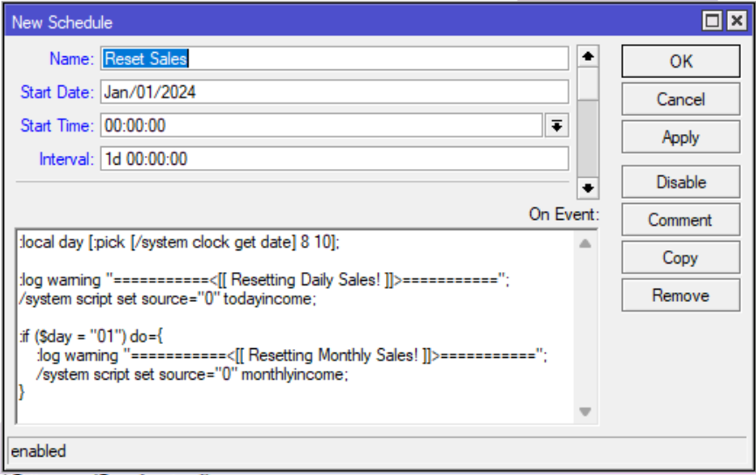 New Schedule
Name: Reset Sales
Start Date: Jan/01/2024
Start Time: 00:00:00
Interval: 1d 00:00:00
On Event:
:local day [:pick [/system clock get date] 8 10];
:log warning "===========<[[ Resetting Daily Sales! ]]>===========";
/system script set source="0" todayincome;
:if ($day = "01") do={
:log warning "===========<[[ Resetting Monthly Sales! ]]>===========";
/system script set source="0" monthlyincome;
}
OK
Cancel
Apply
Disable
Comment
Copy
Remove
enabled